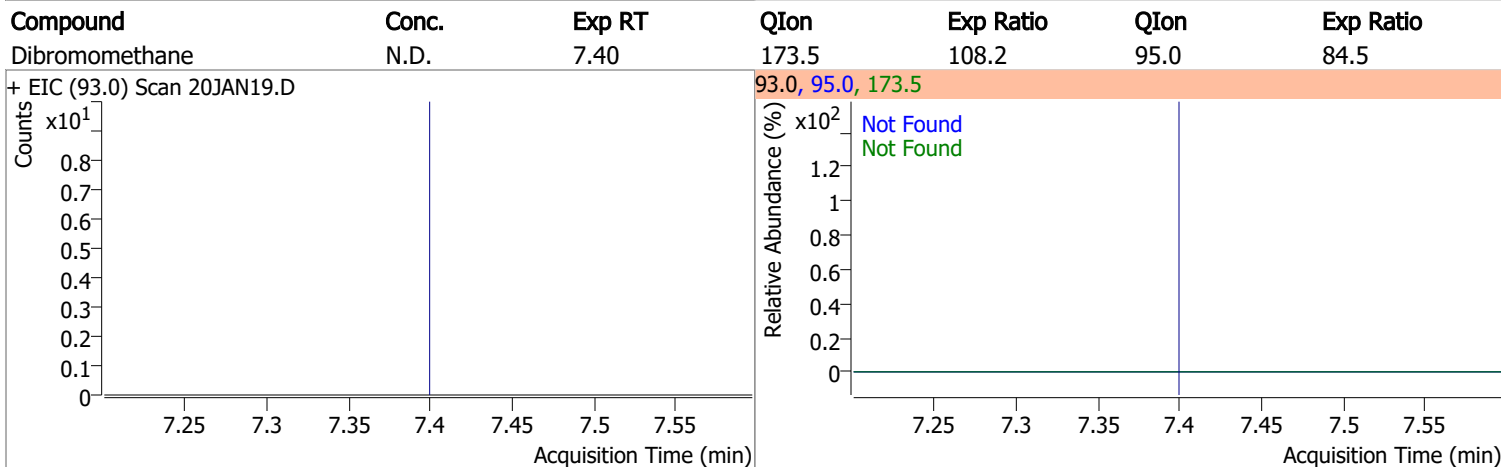 Compound Conc. Exp RT QIon Exp Ratio QIon Exp Ratio
Dibromomethane N.D. 7.40 173.5 108.2 95.0 84.5
+ EIC (93.0) Scan 20JAN19.D
Counts
x10¹
0.8
0.7
0.6
0.5
0.4
0.3
0.2
0.1
0
7.25 7.3 7.35 7.4 7.45 7.5 7.55
Acquisition Time (min)
93.0, 95.0, 173.5
Relative Abundance (%)
x10²
Not Found
Not Found
1.2
1
0.8
0.6
0.4
0.2
0
7.25 7.3 7.35 7.4 7.45 7.5 7.55
Acquisition Time (min)